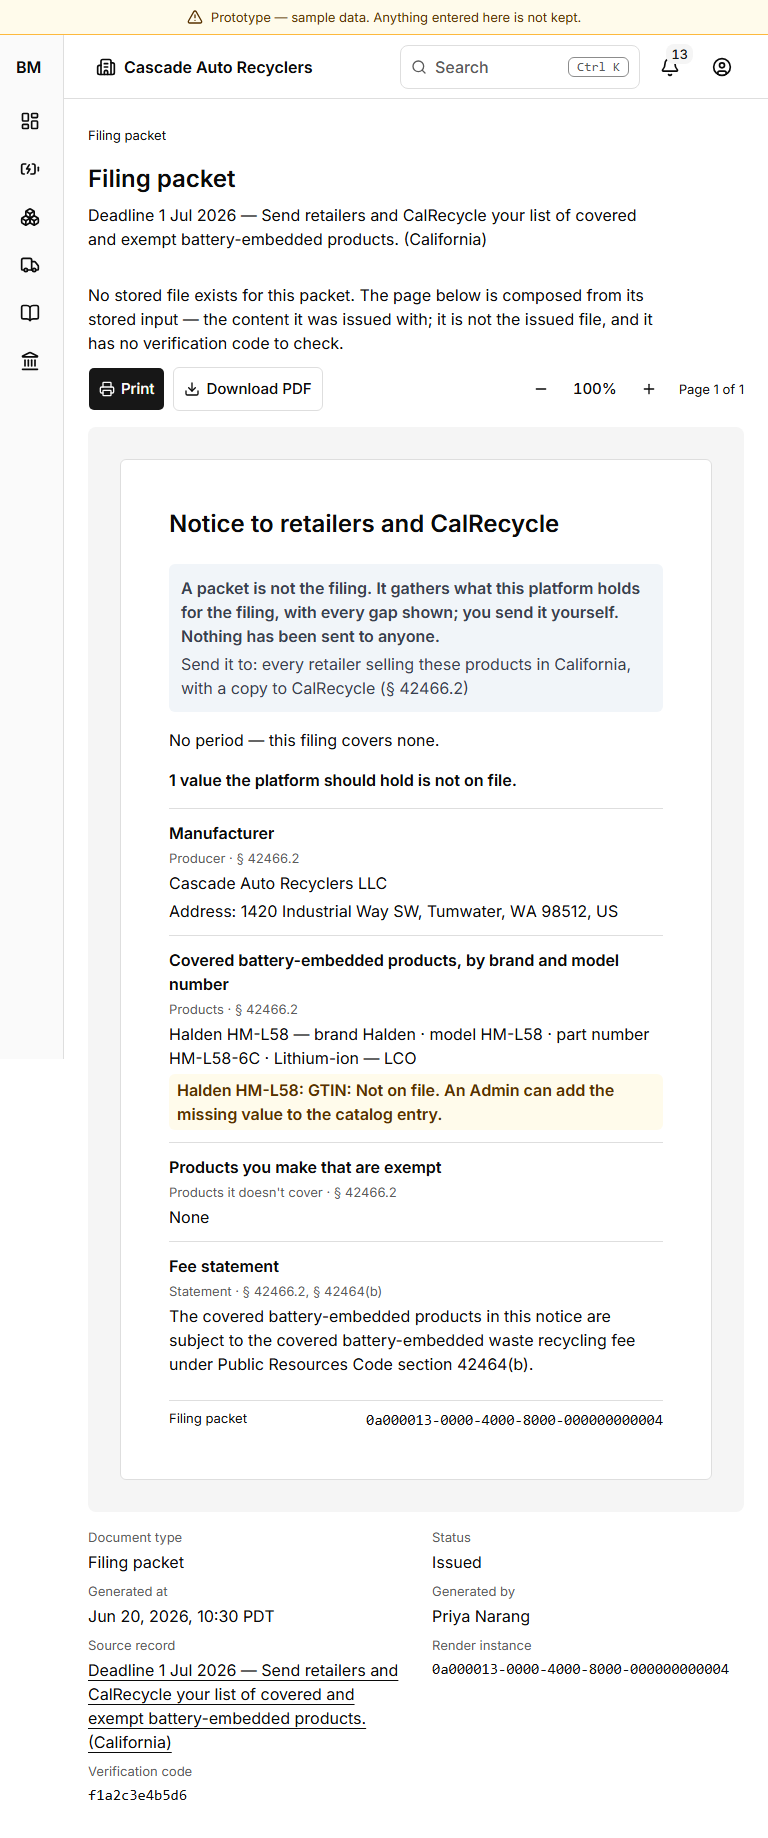 Prototype — sample data. Anything entered here is not kept.
BM
Cascade Auto Recyclers
Search
Ctrl K
13
Filing packet
Filing packet
Deadline 1 Jul 2026 — Send retailers and CalRecycle your list of covered
and exempt battery-embedded products. (California)
No stored file exists for this packet. The page below is composed from its
stored input — the content it was issued with; it is not the issued file, and it
has no verification code to check.
Print
Download PDF
100%
Page 1 of 1
Notice to retailers and CalRecycle
A packet is not the filing. It gathers what this platform holds
for the filing, with every gap shown; you send it yourself.
Nothing has been sent to anyone.
Send it to: every retailer selling these products in California,
with a copy to CalRecycle (§ 42466.2)
No period — this filing covers none.
1 value the platform should hold is not on file.
Manufacturer
Producer · § 42466.2
Cascade Auto Recyclers LLC
Address: 1420 Industrial Way SW, Tumwater, WA 98512, US
Covered battery-embedded products, by brand and model
number
Products · § 42466.2
Halden HM-L58 — brand Halden · model HM-L58 · part number
HM-L58-6C · Lithium-ion — LCO
Halden HM-L58: GTIN: Not on file. An Admin can add the
missing value to the catalog entry.
Products you make that are exempt
Products it doesn't cover · § 42466.2
None
Fee statement
Statement · § 42466.2, § 42464(b)
The covered battery-embedded products in this notice are
subject to the covered battery-embedded waste recycling fee
under Public Resources Code section 42464(b).
Filing packet
0a000013-0000-4000-8000-000000000004
Document type
Filing packet
Status
Issued
Generated at
Jun 20, 2026, 10:30 PDT
Generated by
Priya Narang
Source record
Deadline 1 Jul 2026 — Send retailers and
CalRecycle your list of covered and
exempt battery-embedded products.
(California)
Render instance
0a000013-0000-4000-8000-000000000004
Verification code
f1a2c3e4b5d6